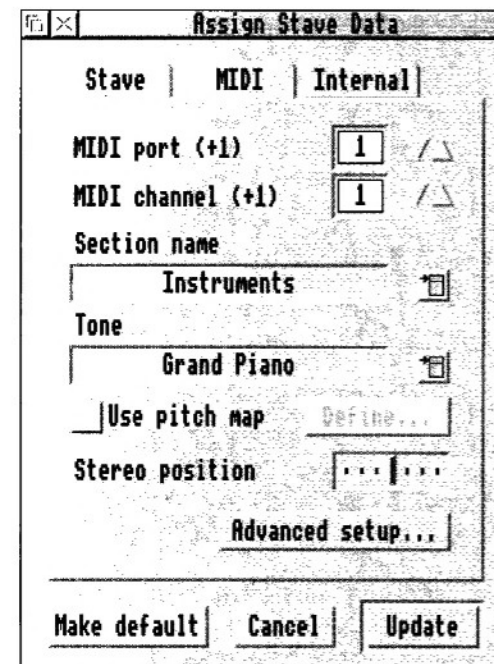 Assign Stave Data
Stave MIDI Internal
MIDI port (+1) 1
MIDI channel (+1) 1
Section name
Instruments
Tone
Grand Piano
Use pitch map Define...
Stereo position
Advanced setup...
Make default Cancel Update